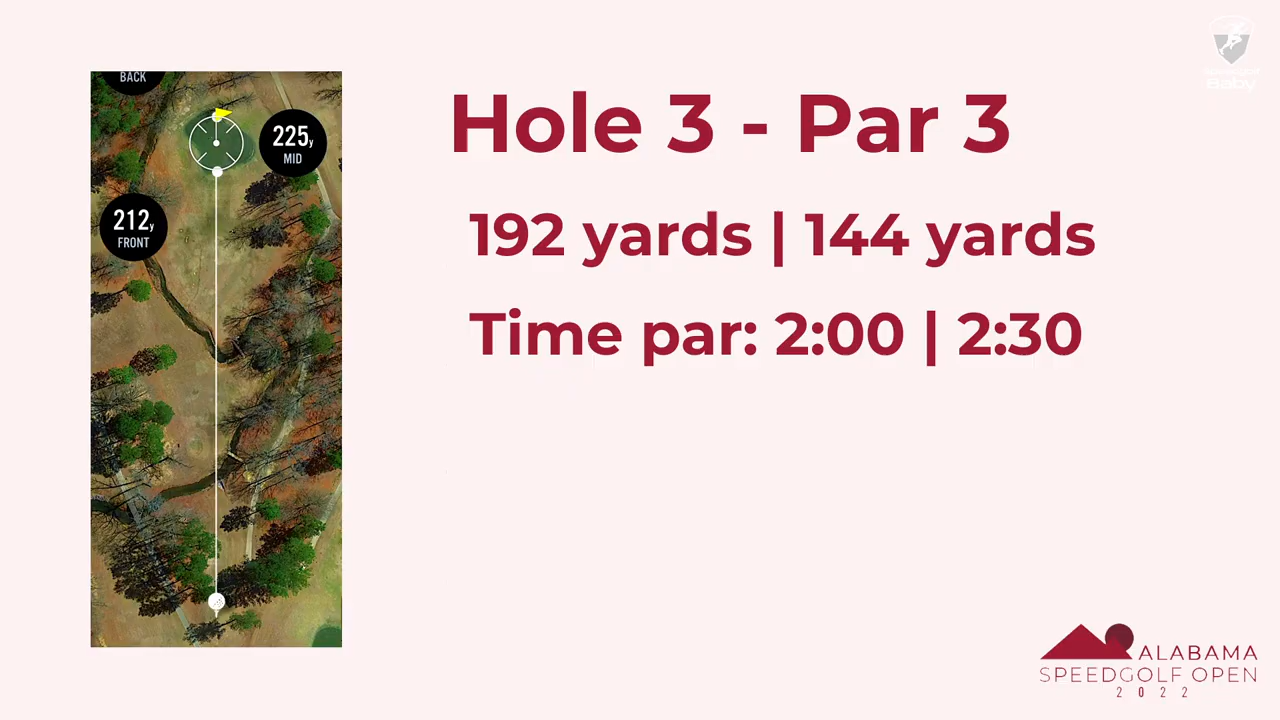 BACK
225y
MID
212y
FRONT
Hole 3 - Par 3
192 yards | 144 yards
Time par: 2:00 | 2:30
Baby
ALABAMA
SPEEDGOLF OPEN
2022